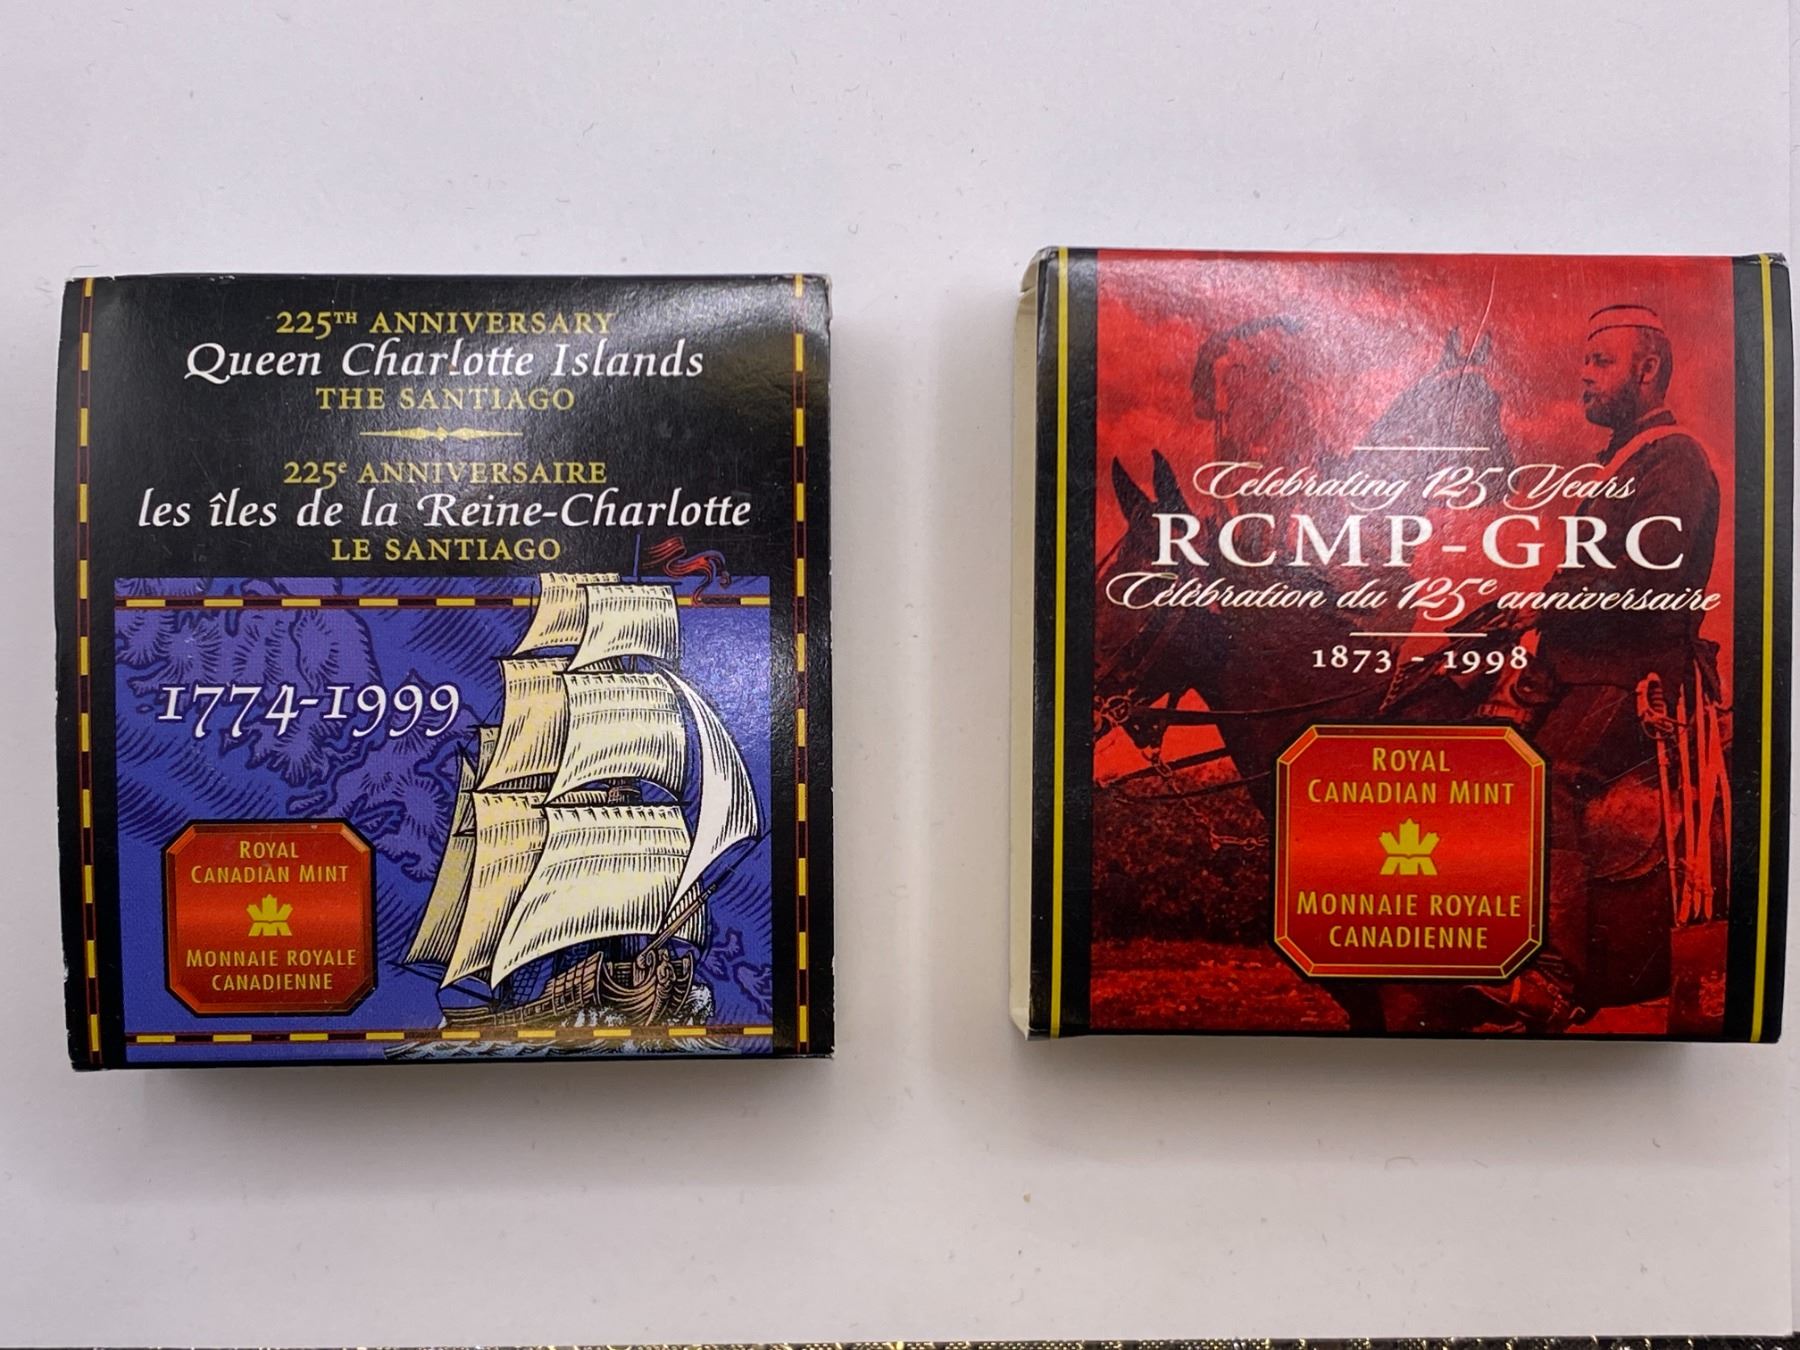 225TH ANNIVERSARY
Queen Charlotte Islands
THE SANTIAGO
225e ANNIVERSAIRE
les îles de la Reine-Charlotte
LE SANTIAGO
1774-1999
ROYAL
CANADIAN MINT
MONNAIE ROYALE
CANADIENNE
Celebrating 125 Years
RCMP-GRC
Célébration du 125e anniversaire
1873 - 1998
ROYAL
CANADIAN MINT
MONNAIE ROYALE
CANADIENNE